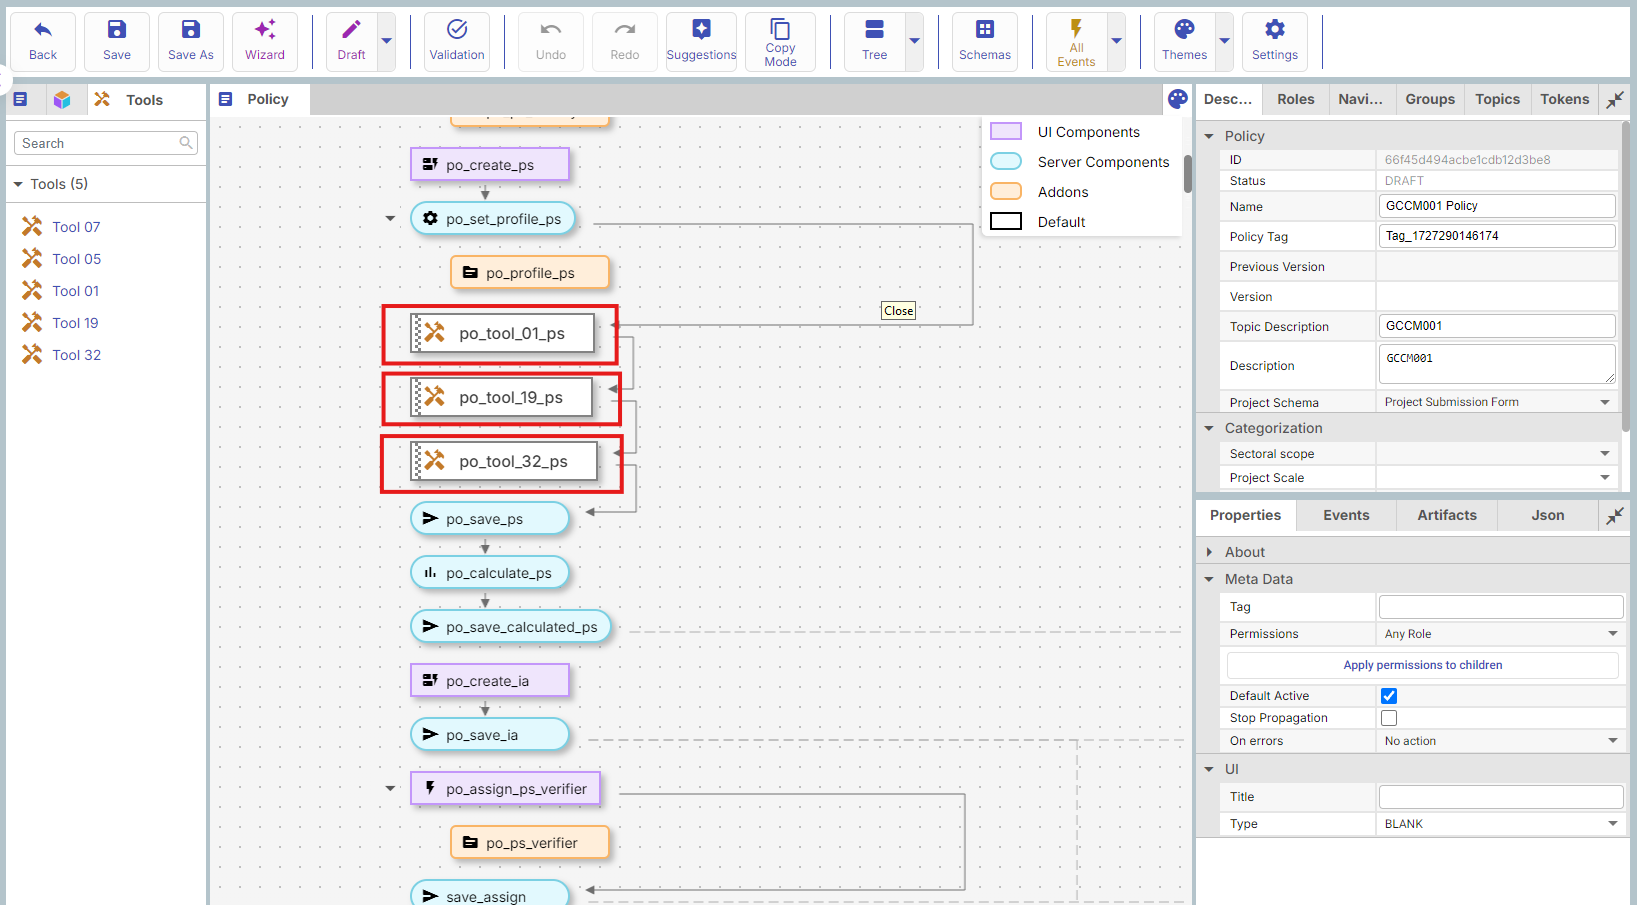 Back
Save
Save As
Wizard
Draft
Validation
Undo
Redo
Suggestions
Copy
Mode
Tree
Schemas
All
Events
Themes
Settings
Tools
Search
Tools (5)
Tool 07
Tool 05
Tool 01
Tool 19
Tool 32
Policy
po_create_ps
po_set_profile_ps
po_profile_ps
po_tool_01_ps
po_tool_19_ps
po_tool_32_ps
po_save_ps
po_calculate_ps
po_save_calculated_ps
po_create_ia
po_save_ia
po_assign_ps_verifier
po_ps_verifier
save_assign
Close
UI Components
Server Components
Addons
Default
Desc... Roles Navi... Groups Topics Tokens
Policy
ID 66f45d494acbe1cdb12d3be8
Status DRAFT
Name GCCM001 Policy
Policy Tag Tag_1727290146174
Previous Version
Version
Topic Description GCCM001
Description GCCM001
Project Schema Project Submission Form
Categorization
Sectoral scope
Project Scale
Properties Events Artifacts Json
About
Meta Data
Tag
Permissions Any Role
Apply permissions to children
Default Active
Stop Propagation
On errors No action
UI
Title
Type BLANK